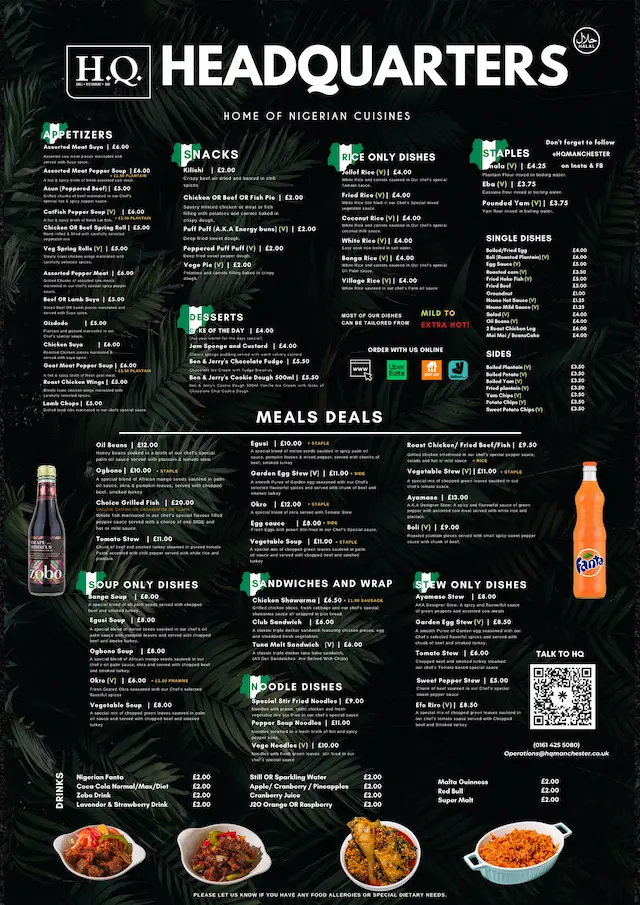 H.Q.
GRILL • RESTAURANT • BAR
HEADQUARTERS
حلال
HALAL
HOME OF NIGERIAN CUISINES
APPETIZERS
Assorted Meat Suya | £6.00
Assorted cow meat pieces marinated and
served with Suya spice.
Assorted Meat Pepper Soup | £6.00
+ £1.50 PLANTAIN
A hot & spicy broth of fresh assorted cow meat.
Asun (Peppered Beef) | £5.00
Grilled chunks of beef marinated in our Chef's
special hot & spicy pepper sauce.
Catfish Pepper Soup (V) | £6.00
+ £1.50 PLANTAIN
A hot & spicy broth of fresh
Chicken OR Beef Spring Roll | £5.00
Hand rolled & filled with carefully selected
vegetable mix
Veg Spring Rolls (V) | £5.00
Slowly roast chicken wings marinated with
carefully selected spices.
Assorted Pepper Meat | £6.00
Grilled Chunks of assorted cow meats
marinated in our chef's special spicy pepper
sauce.
Beef OR Lamb Suya | £5.00
Sliced Beef OR Lamb pieces marinated and
served with Suya spice.
Gizdodo | £5.00
Plantain and gizzard marinated in our
Chef's special sauce.
Chicken Suya | £6.00
Roasted Chicken pieces marinated &
served with suya spice.
Goat Meat Pepper Soup | £6.00
+ £1.50 PLANTAIN
A hot & spicy broth of fresh goat meat.
Roast Chicken Wings | £5.00
Slowly roast chicken wings marinated with
carefully selected spices.
Lamb Chops | £5.00
Grilled lamb ribs marinated in our chefs special sauce
SNACKS
Kilishi | £2.00
Crispy beef air dried and basted in chili
spices.
Chicken OR Beef OR Fish Pie | £2.00
Savory minced chicken or meat or fish
filling with potatoes and carrots baked in
crispy dough.
Puff Puff (A.K.A Energy buns) (V) | £2.00
Deep fried sweet dough.
Peppered Puff Puff (V) | £2.00
Deep fried sweet pepper dough.
Vege Pie (V) | £2.00
Potatoes and carrots filling baked in crispy
dough.
DESSERTS
CAKE OF THE DAY | £4.00
(Ask your waiter for the days special)
Jam Sponge and Custard | £4.00
Classic sponge pudding served with warm velvety custard
Ben & Jerry's Chocolate Fudge | £5.50
Chocolate Ice Cream with Fudge Brownies
Ben & Jerry's Cookie Dough 500ml | £5.50
Ben & Jerry's Cookie Dough 500ml Vanilla Ice Cream with Gobs of
Chocolate Chip Cookie Dough
RICE ONLY DISHES
Jollof Rice (V) | £4.00
White Rice and carrots sauteed in Our Chef's special
Tomato sauce.
Fried Rice (V) | £4.00
White Rice Stir fried in Our Chef's Special mixed
vegetable sauce.
Coconut Rice (V) | £4.00
White Rice and carrots sauteed in Our Chef's special
coconut milk sauce.
White Rice (V) | £4.00
Easy cook rice boiled in salt water.
Banga Rice (V) | £4.00
White Rice and carrots sauteed in Our Chef's special
Oil Palm sauce.
Village Rice (V) | £4.00
White Rice sauteed in our chef's Palm oil sauce
MOST OF OUR DISHES
CAN BE TAILORED FROM
MILD TO
EXTRA HOT!
ORDER WITH US ONLINE
WWW
Uber
Eats
JUST EAT
deliveroo
STAPLES
Amala (V) | £4.25
Plantain Flour mixed in boiling water.
Eba (V) | £3.75
Cassava flour mixed in boiling water.
Pounded Yam (V) | £3.75
Yam flour mixed in boiling water.
Don't forget to follow
@HQMANCHESTER
on Insta & FB
SINGLE DISHES
Boiled/Fried Egg £4.00
Boli (Roasted Plantain) (V) £6.00
Egg Sauce (V) £5.00
Roasted corn (V) £3.50
Fried Hake Fish (V) £5.00
Fried Beef £5.00
Groundnut £1.00
House Hot Sauce (V) £1.25
House Mild Sauce (V) £1.25
Salad (V) £4.00
Oil Beans (V) £4.00
2 Roast Chicken Leg £6.00
Moi Moi / BeansCake £4.00
SIDES
Boiled Plantain (V) £3.50
Boiled Potato (V) £3.50
Boiled Yam (V) £3.50
Fried plantain (V) £3.50
Yam Chips (V) £3.50
Potato Chips (V) £3.50
Sweet Potato Chips (V) £3.50
MEALS DEALS
Oil Beans | £12.00
Honey beans cooked in a broth of our chef's special
palm oil sauce served with plantain & tomato stew.
Ogbono | £10.00 + STAPLE
A special blend of African mango seeds sauteed in palm
oil sauce, okra & pumpkin leaves, served with chopped
beef, smoked turkey
Choice Grilled Fish | £20.00
CHOOSE CATFISH OR CROAKER OR OR TILAPIA
Whole fish marinated in our chef's special flavour filled
pepper sauce served with a choice of one SIDE and
hot or mild sauce.
Tomato Stew | £11.00
Chunk of beef and smoked turkey steamed in pureed tomato
Paste accosted with chopped beef, served with white rice and
plantain.
Egusi | £10.00 + STAPLE
A special blend of melon seeds sauteed in spicy palm oil
sauce, pumpkin leaves & mixed pepper, served with chunks of
beef, smoked turkey
Garden Egg Stew (V) | £11.00 + SIDE
A smooth Puree of Garden egg seasoned with our Chef's
selected flavourful spices and served with chunk of beef and
smoked turkey.
Okro | £12.00 + STAPLE
A special blend of okra served with Tomato Stew.
Egg sauce | £8.00 + SIDE
Fresh Eggs with pean Stir-fried in Our Chef's Special sauce.
Vegetable Soup | £11.00 + STAPLE
A special mix of chopped green leaves sauteed in palm
oil sauce and served with chopped beef and smoked
turkey
Roast Chicken/ Fried Beef/Fish | £9.50
Grilled chicken smothered in our chef's special pepper sauce,
salads and hot or mild sauce + RICE
Vegetable Stew (V) | £11.00 + STAPLE
A special mix of chopped green leaves sauteed in our
chef's tomato sauce.
Ayamase | £13.00
A.K.A Designer Stew, A spicy and flavourful sauce of green
pepper with assorted cow meat served with white rice and
plantain.
Boli (V) | £9.00
Roasted plantain pieces served with small spicy sweet pepper
sauce with chunk of beef.
GRAPE AND
HIBISCUS
zobo
Fanta
SOUP ONLY DISHES
Banga Soup | £8.00
A special blend of oil palm seeds served with chopped
beef and smoked turkey.
Egusi Soup | £8.00
A special blend of melon seeds sauteed in our chef's
palm sauce with pumpkin leaves and served with chopped
beef and smoke turkey.
Ogbono Soup | £8.00
A special blend of African mango seeds sauteed in our
chef's oil palm sauce, okra and served with chopped beef
& smoked turkey.
Okro (V) | £6.00 + £1.50 PRAWNS
Fresh Grated Okra seasoned with our Chef's selected
flavorful spices
Vegetable Soup | £8.00
A special mix of chopped green leaves sauteed in palm
oil sauce and served with chopped beef and smoked
turkey
SANDWICHES AND WRAP
Chicken Shawarma | £6.50 + £1.00 SAUSAGE
Grilled chicken slices, fresh cabbage and our chef's special
shawarma sauce all wrapped in pita bread.
Club Sandwich | £6.00
A classic triple decker sandwich featuring chicken pieces, egg
and shredded fresh vegetables.
Tuna Melt Sandwich (V) | £6.00
A classic triple decker tuna bake sandwich.
(All Our Sandwiches Are Served With Chips)
NOODLE DISHES
Special Stir Fried Noodles | £9.00
Noodles with prawn, steak chicken and fresh
vegetable mix stir fried in our chef's special sauce
Pepper Soup Noodles | £11.00
Noodles smothered in a fresh broth of hot and spicy
pepper soup.
Vege Noodles (V) | £10.00
Noodles with fresh green leaves stir-fried in our
chef's special sauce
STEW ONLY DISHES
Ayamase Stew | £8.00
AKA Designer Stew, A spicy and flavourful sauce
of green peppers and assorted cow meats
Garden Egg Stew (V) | £8.50
A smooth Puree Of Garden egg seasoned with our
Chef's selected flavorful spices and served with
chunk of beef and smoked turkey.
Tomato Stew | £6.00
Chopped beef and smoked turkey steamed in our
chef's Tomato based special sauce
Sweet Pepper Stew | £5.00
Chunk of beef sauteed in our Chef's special sweet
pepper sauce.
Efo Riro (V)| £8.50
A special mix of chopped green leaves sauteed in
our chef's tomato sauce served with Chopped
beef and Smoked turkey
TALK TO HQ
(0161 425 5080)
Operations@hqmanchester.co.uk
DRINKS
Nigerian Fanta £2.00
Coca Cola Normal/Max/Diet £2.00
Zobo Drink £2.00
Lavender & Strawberry Drink £2.00
Still OR Sparkling Water £2.00
Apple/ Cranberry / Pineapples £2.00
Cranberry Juice £2.00
J2O Orange OR Raspberry £2.00
Malta Guinness £2.00
Red Bull £2.00
Super Malt £2.00
PLEASE LET US KNOW IF YOU HAVE ANY FOOD ALLERGIES OR SPECIAL DIETARY NEEDS.